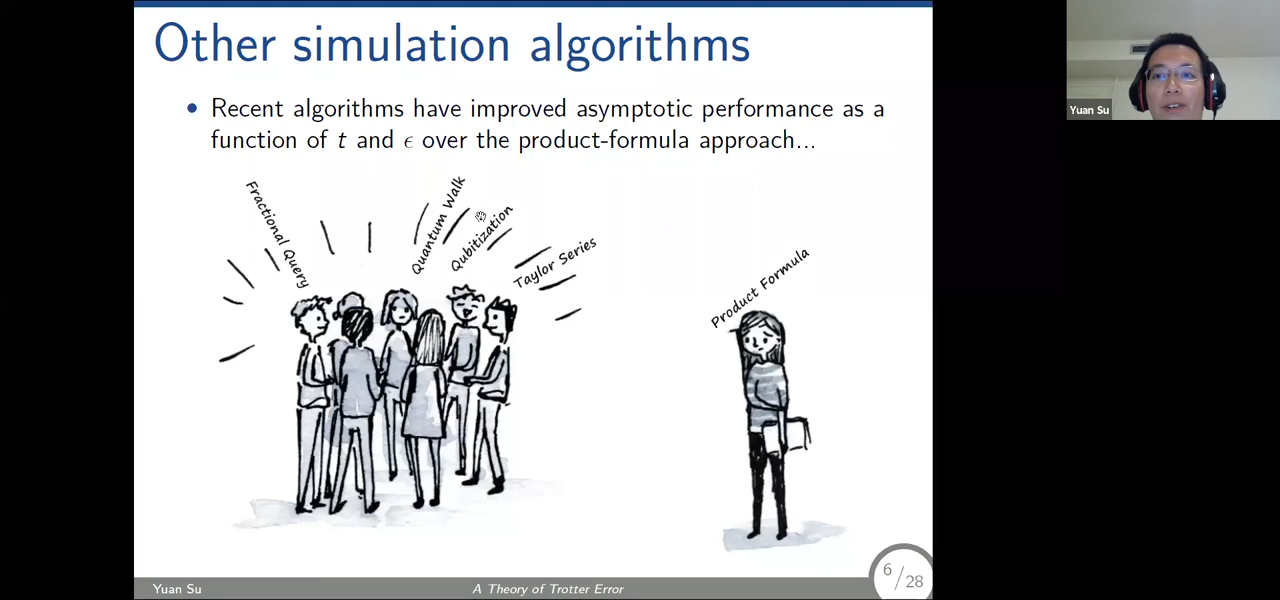 Other simulation algorithms
• Recent algorithms have improved asymptotic performance as a
function of t and ϵ over the product-formula approach...
Fractional Query
Quantum Walk
Qubitization
Taylor Series
Product Formula
Yuan Su
A Theory of Trotter Error
6/28
Yuan Su